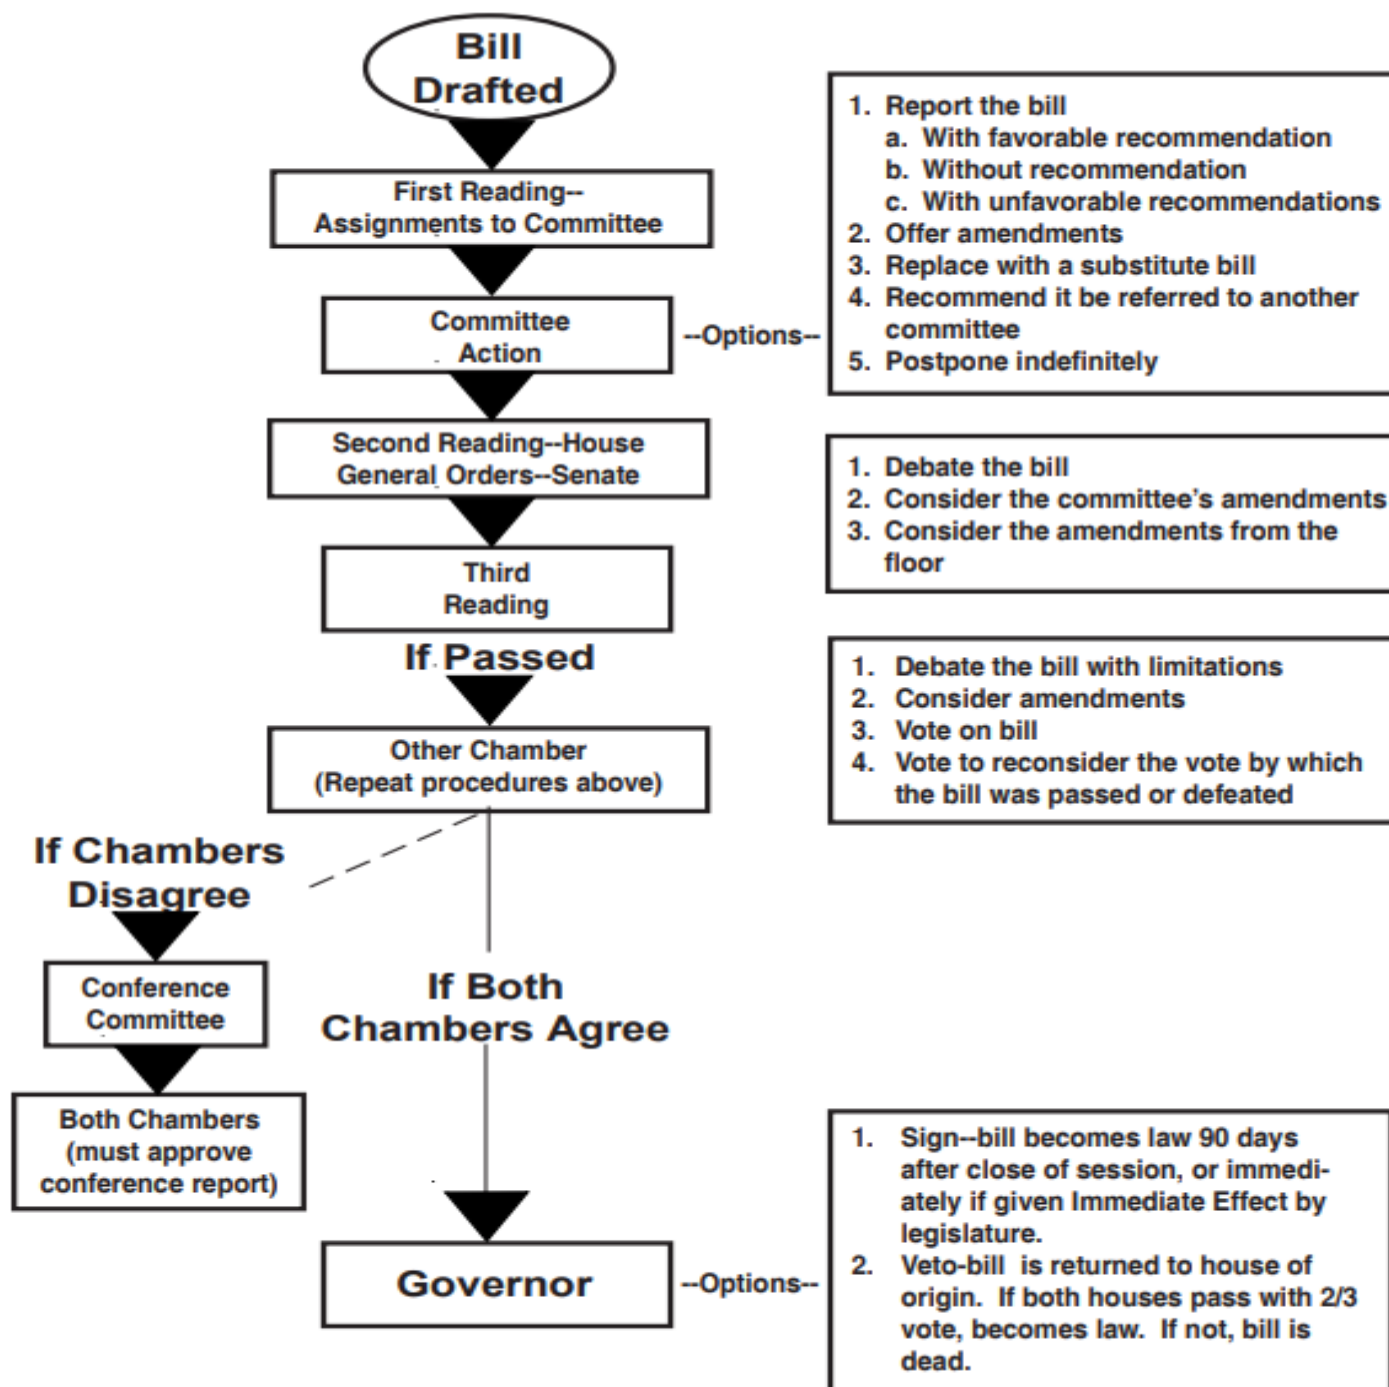 Bill
Drafted
First Reading--
Assignments to Committee
Committee
Action
--Options--
1. Report the bill
a. With favorable recommendation
b. Without recommendation
c. With unfavorable recommendations
2. Offer amendments
3. Replace with a substitute bill
4. Recommend it be referred to another
committee
5. Postpone indefinitely
Second Reading--House
General Orders--Senate
1. Debate the bill
2. Consider the committee's amendments
3. Consider the amendments from the
floor
Third
Reading
If Passed
1. Debate the bill with limitations
2. Consider amendments
3. Vote on bill
4. Vote to reconsider the vote by which
the bill was passed or defeated
Other Chamber
(Repeat procedures above)
If Chambers
Disagree
Conference
Committee
Both Chambers
(must approve
conference report)
If Both
Chambers Agree
Governor
--Options--
1. Sign--bill becomes law 90 days
after close of session, or immedi-
ately if given Immediate Effect by
legislature.
2. Veto-bill is returned to house of
origin. If both houses pass with 2/3
vote, becomes law. If not, bill is
dead.